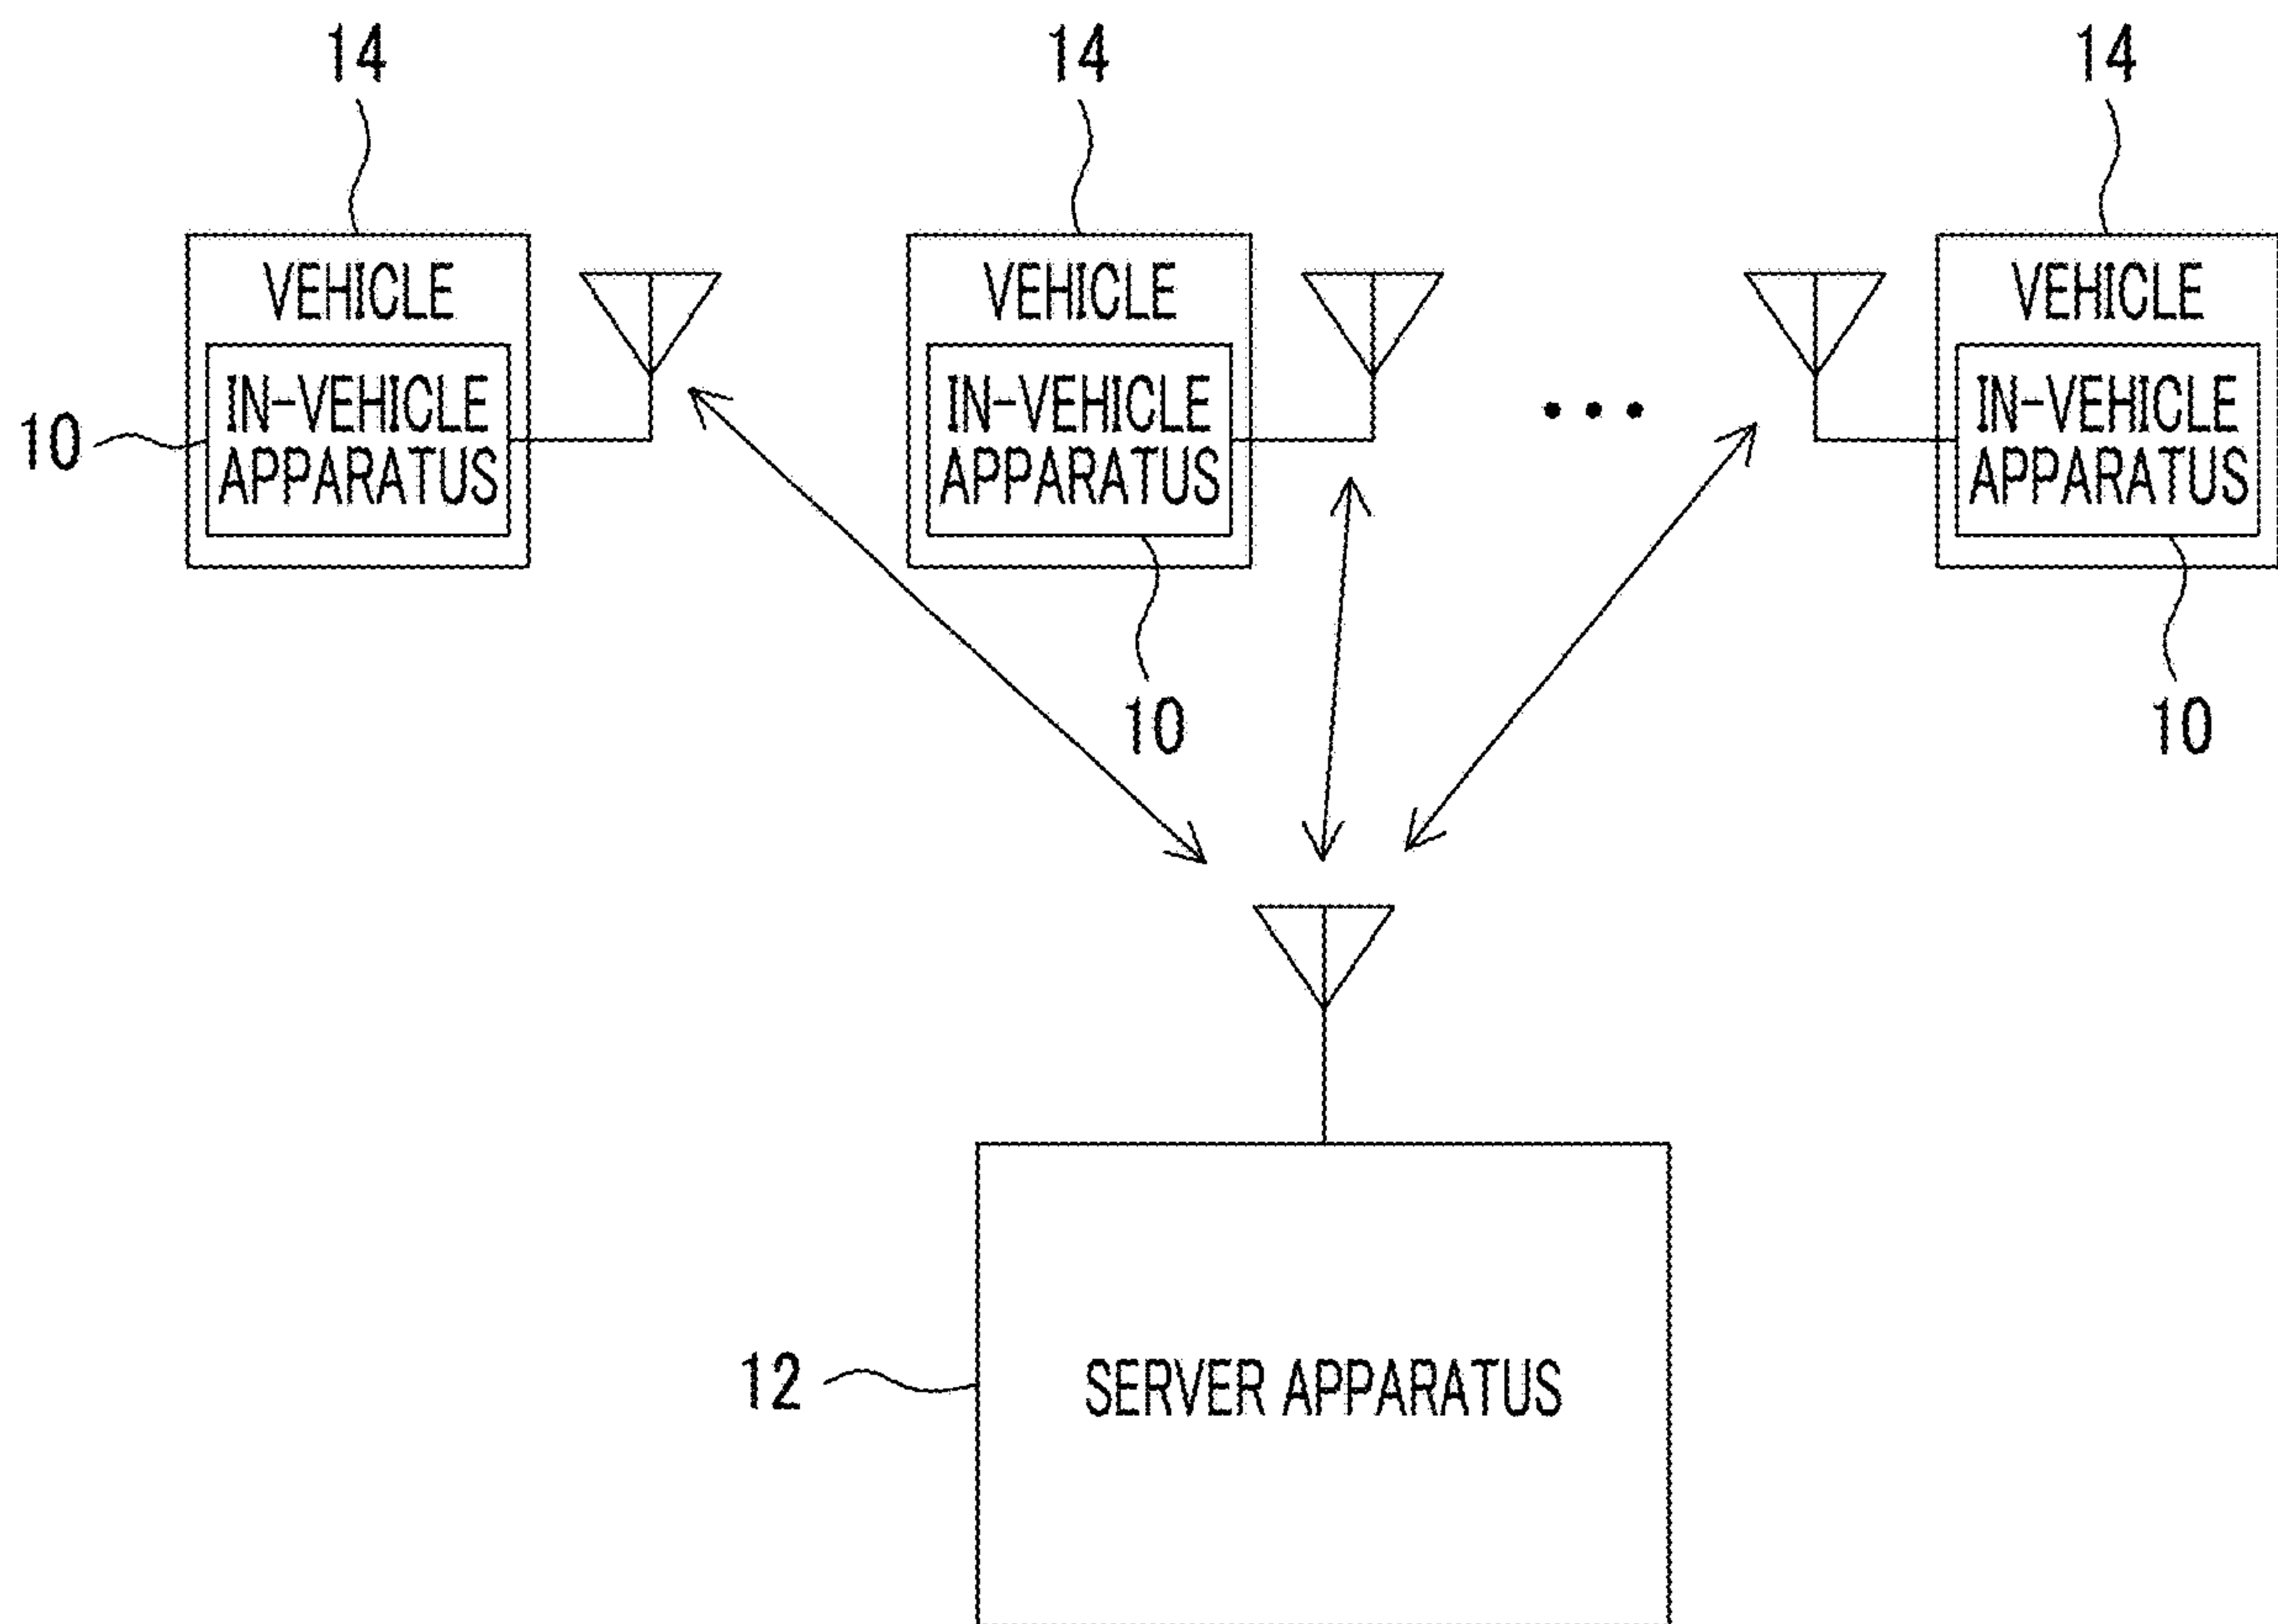 14
14
14
VEHICLE
VEHICLE
VEHICLE
10
IN-VEHICLE
APPARATUS
IN-VEHICLE
APPARATUS
...
IN-VEHICLE
APPARATUS
10
10
12
SERVER APPARATUS